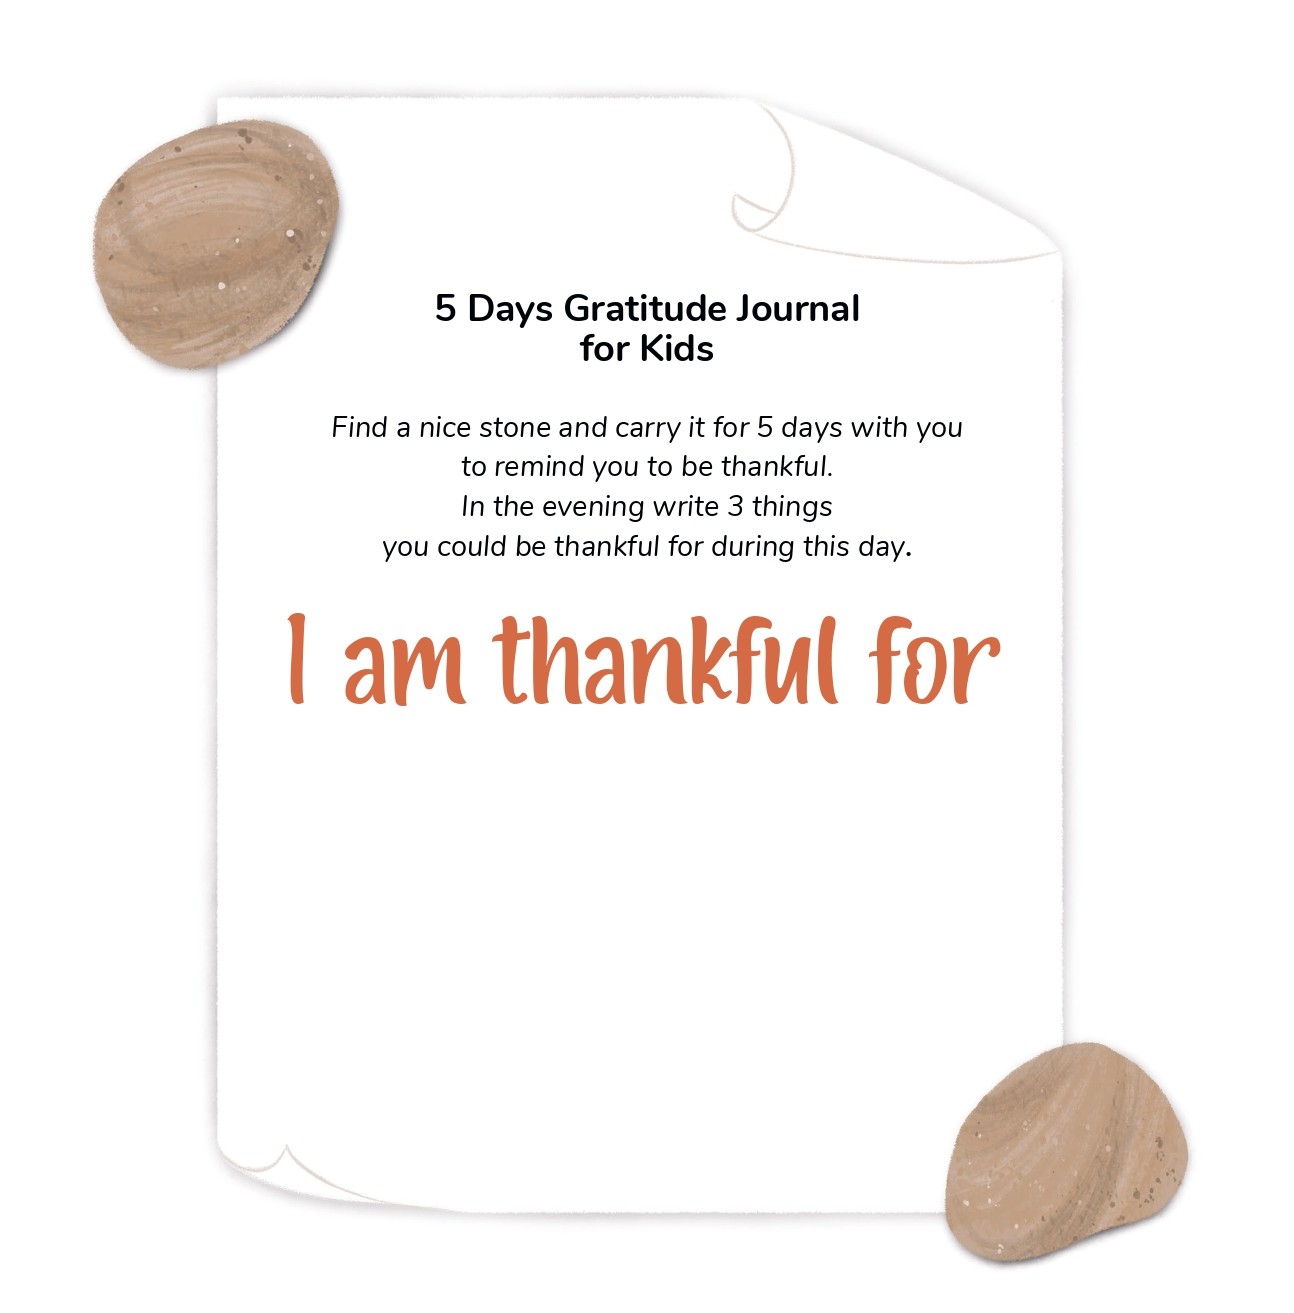 5 Days Gratitude Journal
for Kids
Find a nice stone and carry it for 5 days with you
to remind you to be thankful.
In the evening write 3 things
you could be thankful for during this day.
I am thankful for